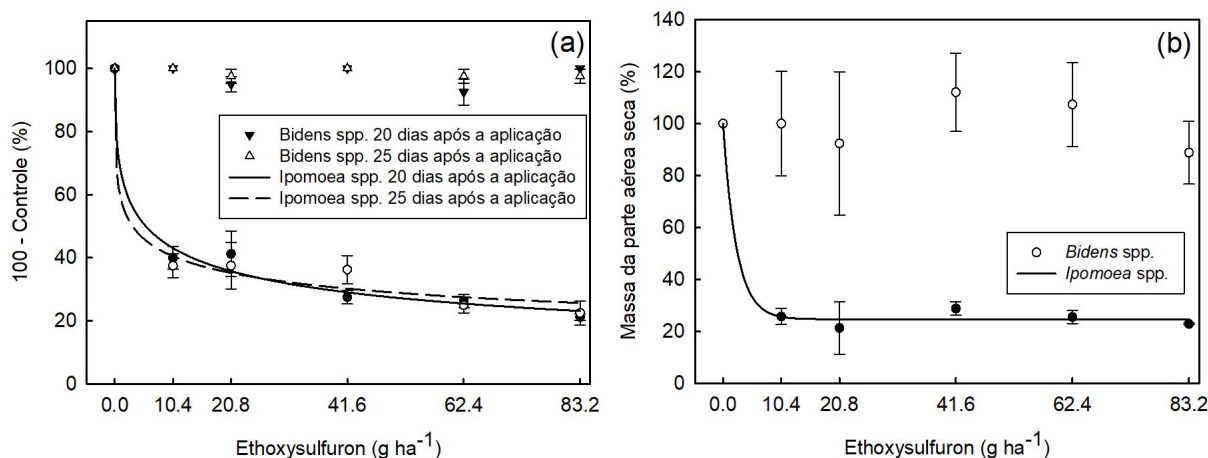 (a)
100 - Controle (%)
100
80
60
40
20
0
Bidens spp. 20 dias após a aplicação
Bidens spp. 25 dias após a aplicação
Ipomoea spp. 20 dias após a aplicação
Ipomoea spp. 25 dias após a aplicação
0.0 10.4 20.8 41.6 62.4 83.2
Ethoxysulfuron (g ha⁻¹)
(b)
Massa da parte aérea seca (%)
140
120
100
80
60
40
20
0
Bidens spp.
Ipomoea spp.
0.0 10.4 20.8 41.6 62.4 83.2
Ethoxysulfuron (g ha⁻¹)